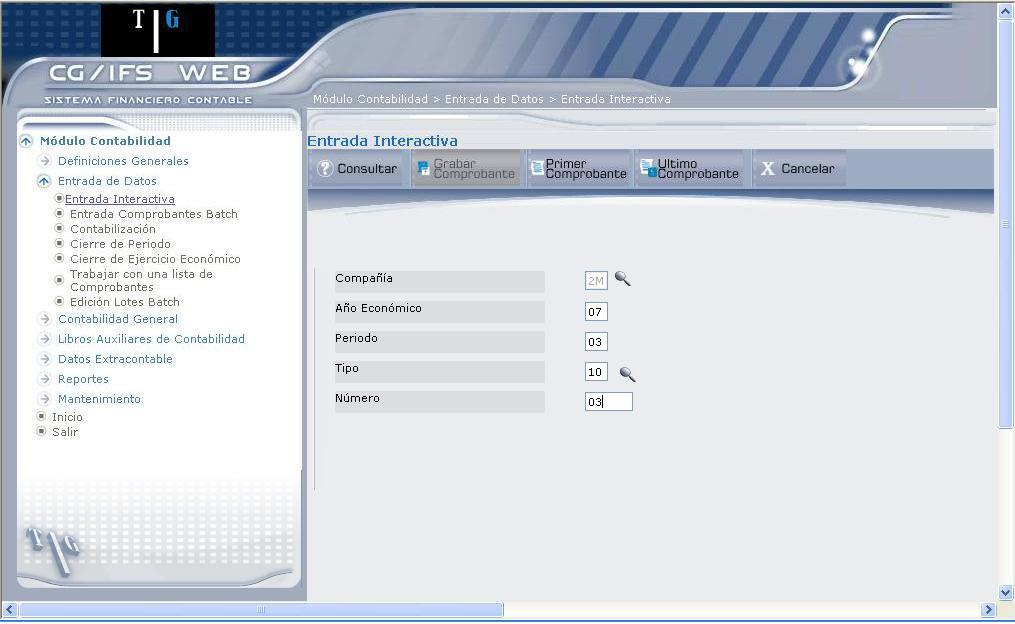 T|G
CG/IFS WEB
SISTEMA FINANCIERO CONTABLE
Módulo Contabilidad > Entrada de Datos > Entrada Interactiva
Módulo Contabilidad
Definiciones Generales
Entrada de Datos
Entrada Interactiva
Entrada Comprobantes Batch
Contabilización
Cierre de Periodo
Cierre de Ejercicio Económico
Trabajar con una lista de
Comprobantes
Edición Lotes Batch
Contabilidad General
Libros Auxiliares de Contabilidad
Datos Extracontable
Reportes
Mantenimiento
Inicio
Salir
T|G
Entrada Interactiva
Consultar
Grabar
Comprobante
Primer
Comprobante
Ultimo
Comprobante
X Cancelar
Compañía 2M
Año Económico 07
Periodo 03
Tipo 10
Número 03